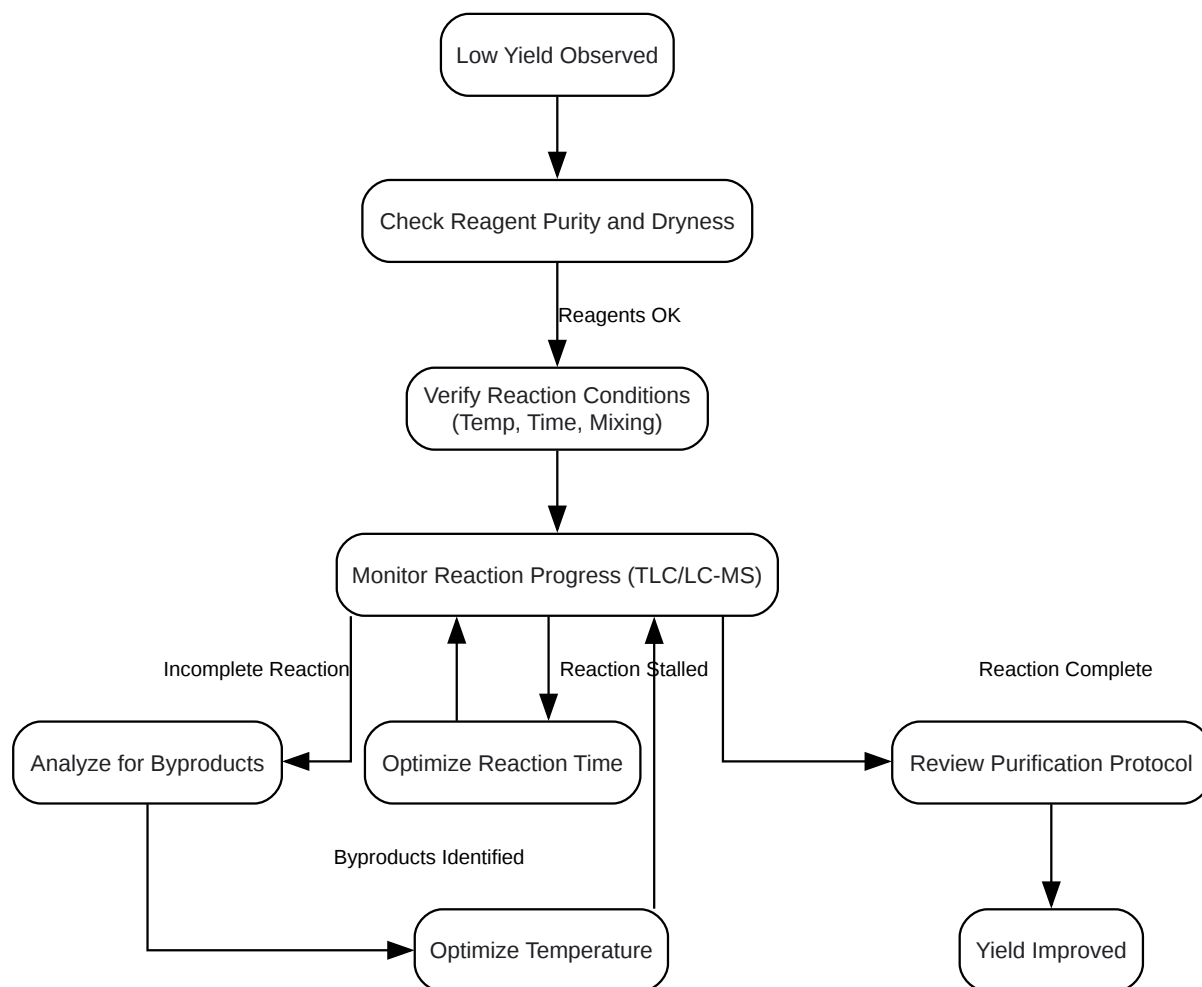 Low Yield Observed
Check Reagent Purity and Dryness
Reagents OK
Verify Reaction Conditions
(Temp, Time, Mixing)
Monitor Reaction Progress (TLC/LC-MS)
Incomplete Reaction
Reaction Stalled
Reaction Complete
Analyze for Byproducts
Optimize Reaction Time
Review Purification Protocol
Byproducts Identified
Optimize Temperature
Yield Improved